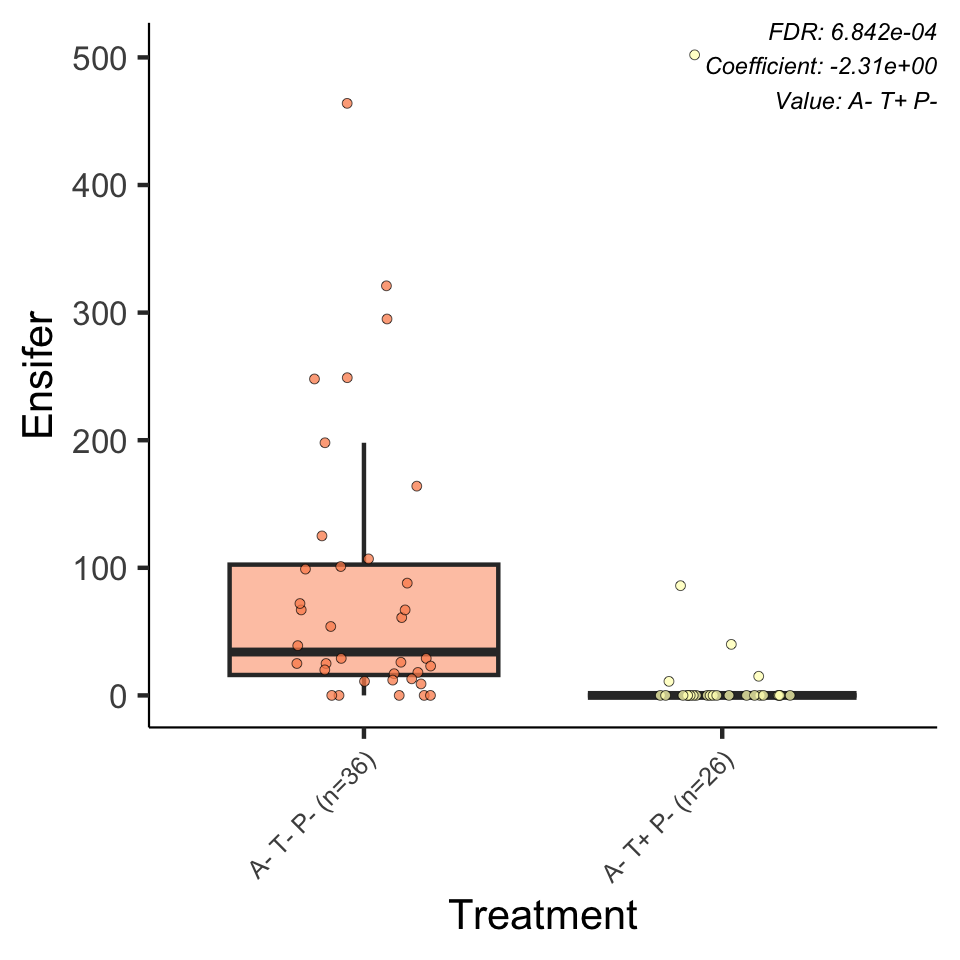 FDR: 6.842e-04
Coefficient: -2.31e+00
Value: A- T+ P-
Ensifer
500
400
300
200
100
0
A- T- P- (n=36)
A- T+ P- (n=26)
Treatment